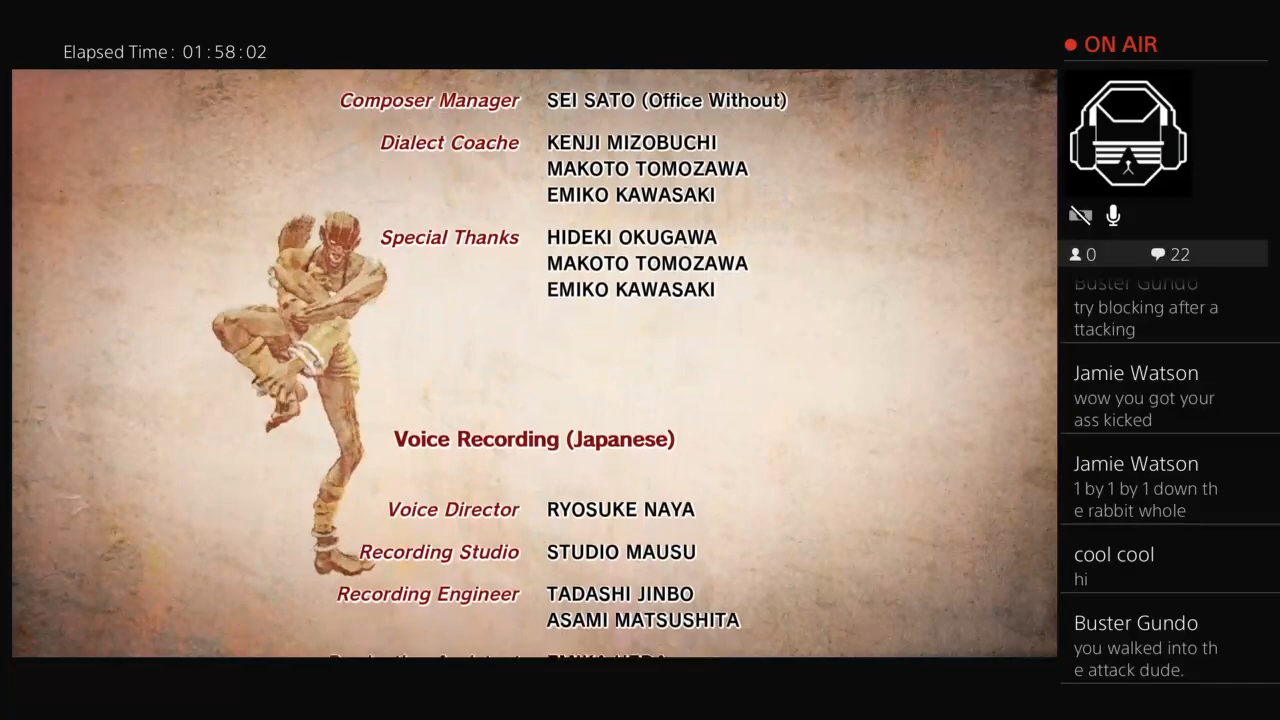 Elapsed Time: 01:58:02
ON AIR
Composer Manager SEI SATO (Office Without)
Dialect Coache KENJI MIZOBUCHI
MAKOTO TOMOZAWA
EMIKO KAWASAKI
Special Thanks HIDEKI OKUGAWA
MAKOTO TOMOZAWA
EMIKO KAWASAKI
Voice Recording (Japanese)
Voice Director RYOSUKE NAYA
Recording Studio STUDIO MAUSU
Recording Engineer TADASHI JINBO
ASAMI MATSUSHITA
0 22
Buster Gundo
try blocking after a
ttacking
Jamie Watson
wow you got your
ass kicked
Jamie Watson
1 by 1 by 1 down th
e rabbit whole
cool cool
hi
Buster Gundo
you walked into th
e attack dude.